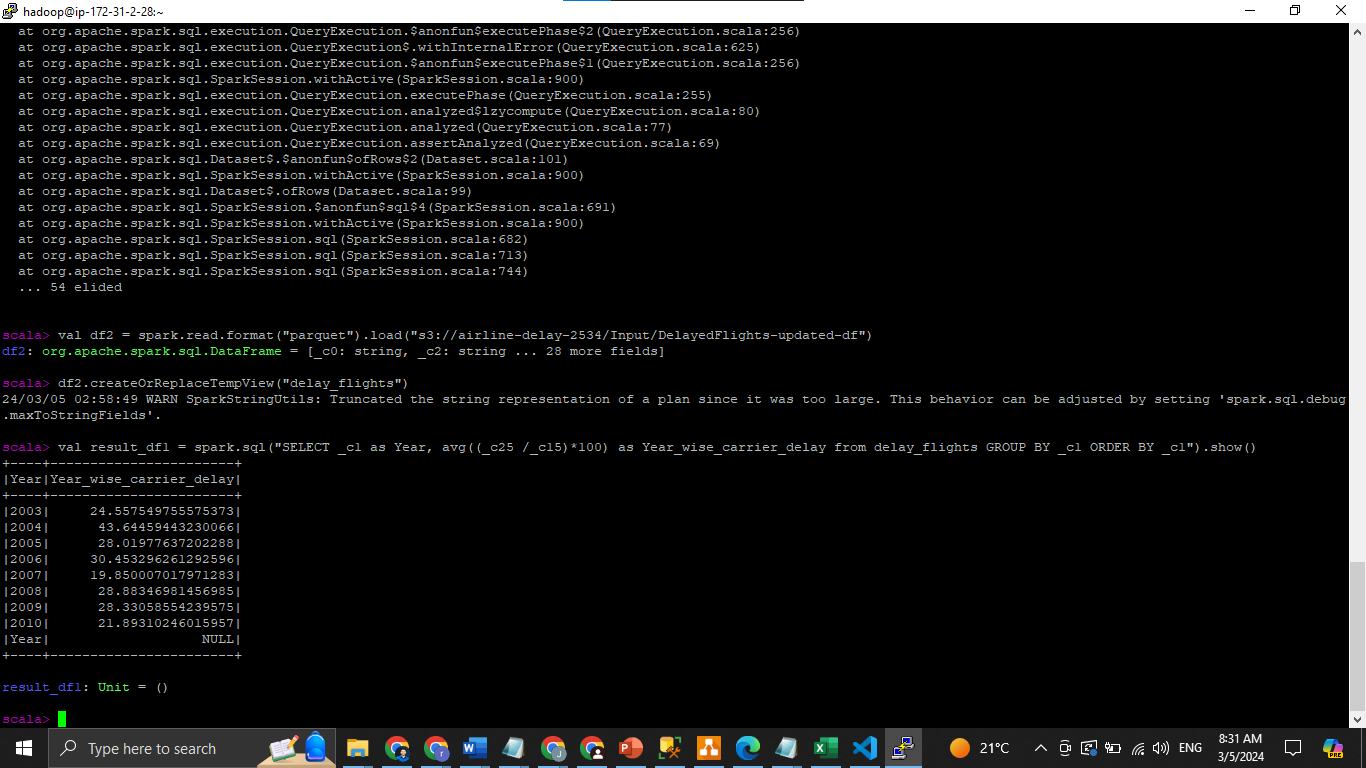 hadoop@ip-172-31-2-28:~
at org.apache.spark.sql.execution.QueryExecution.$anonfun$executePhase$2(QueryExecution.scala:256)
at org.apache.spark.sql.execution.QueryExecution$.withInternalError(QueryExecution.scala:625)
at org.apache.spark.sql.execution.QueryExecution.$anonfun$executePhase$1(QueryExecution.scala:256)
at org.apache.spark.sql.SparkSession.withActive(SparkSession.scala:900)
at org.apache.spark.sql.execution.QueryExecution.executePhase(QueryExecution.scala:255)
at org.apache.spark.sql.execution.QueryExecution.analyzed$lzycompute(QueryExecution.scala:80)
at org.apache.spark.sql.execution.QueryExecution.analyzed(QueryExecution.scala:77)
at org.apache.spark.sql.execution.QueryExecution.assertAnalyzed(QueryExecution.scala:69)
at org.apache.spark.sql.Dataset$.$anonfun$ofRows$2(Dataset.scala:101)
at org.apache.spark.sql.SparkSession.withActive(SparkSession.scala:900)
at org.apache.spark.sql.Dataset$.ofRows(Dataset.scala:99)
at org.apache.spark.sql.SparkSession.$anonfun$sql$4(SparkSession.scala:691)
at org.apache.spark.sql.SparkSession.withActive(SparkSession.scala:900)
at org.apache.spark.sql.SparkSession.sql(SparkSession.scala:682)
at org.apache.spark.sql.SparkSession.sql(SparkSession.scala:713)
at org.apache.spark.sql.SparkSession.sql(SparkSession.scala:744)
... 54 elided
scala> val df2 = spark.read.format("parquet").load("s3://airline-delay-2534/Input/DelayedFlights-updated-df")
df2: org.apache.spark.sql.DataFrame = [_c0: string, _c2: string ... 28 more fields]
scala> df2.createOrReplaceTempView("delay_flights")
24/03/05 02:58:49 WARN SparkStringUtils: Truncated the string representation of a plan since it was too large. This behavior can be adjusted by setting 'spark.sql.debug
.maxToStringFields'.
scala> val result_df1 = spark.sql("SELECT _c1 as Year, avg((_c25 /_c15)*100) as Year_wise_carrier_delay from delay_flights GROUP BY _c1 ORDER BY _c1").show()
+----+-----------------------+
|Year|Year_wise_carrier_delay|
+----+-----------------------+
|2003|     24.557549755575373|
|2004|      43.64459443230066|
|2005|      28.01977637202288|
|2006|     30.453296261292596|
|2007|     19.850007017971283|
|2008|      28.88346981456985|
|2009|      28.33058554239575|
|2010|      21.89310246015957|
|Year|                   NULL|
+----+-----------------------+
result_df1: Unit = ()
scala>
Type here to search
21°C
ENG
8:31 AM
3/5/2024
PRE